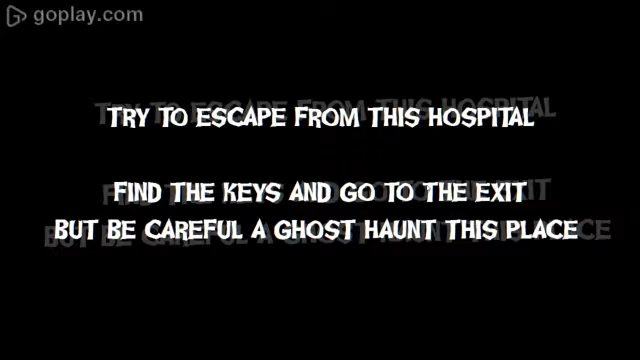 goplay.com
TRY TO ESCAPE FROM THIS HOSPITAL
FIND THE KEYS AND GO TO THE EXIT
BUT BE CAREFUL A GHOST HAUNT THIS PLACE